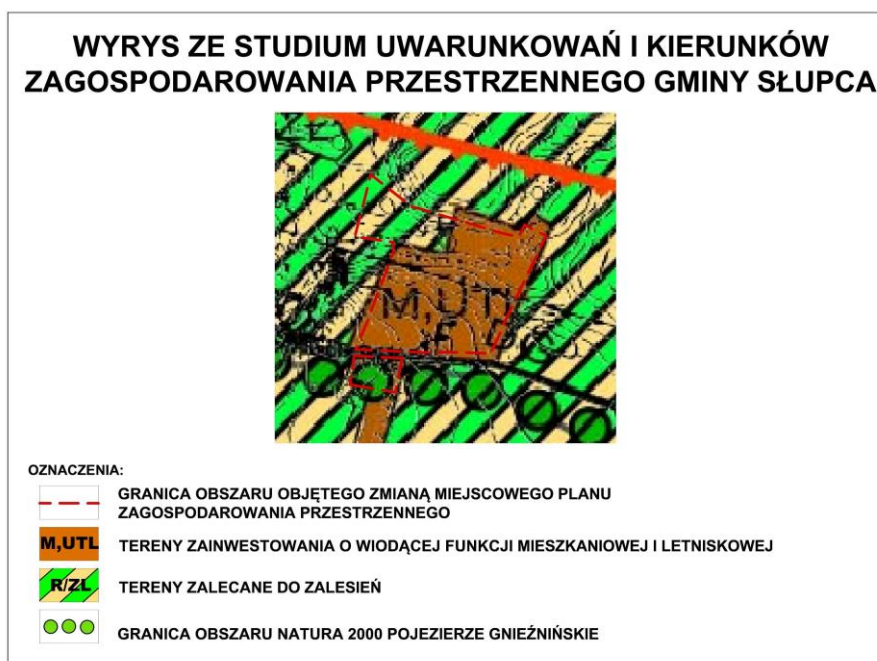 WYRYS ZE STUDIUM UWARUNKOWAŃ I KIERUNKÓW
ZAGOSPODAROWANIA PRZESTRZENNEGO GMINY SŁUPCA
M,UTL
OZNACZENIA:
GRANICA OBSZARU OBJĘTEGO ZMIANĄ MIEJSCOWEGO PLANU
ZAGOSPODAROWANIA PRZESTRZENNEGO
M,UTL TERENY ZAINWESTOWANIA O WIODĄCEJ FUNKCJI MIESZKANIOWEJ I LETNISKOWEJ
R/ZL TERENY ZALECANE DO ZALESIEŃ
GRANICA OBSZARU NATURA 2000 POJEZIERZE GNIEŹNIŃSKIE